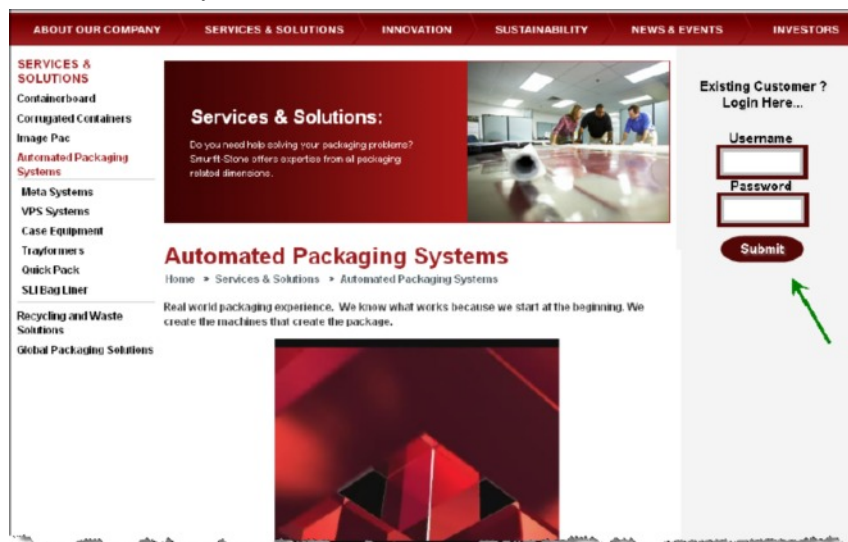 ABOUT OUR COMPANY
SERVICES & SOLUTIONS
INNOVATION
SUSTAINABILITY
NEWS & EVENTS
INVESTORS
SERVICES &
SOLUTIONS
Containerboard
Corrugated Containers
Image Pac
Automated Packaging
Systems
Meta Systems
VPS Systems
Case Equipment
Trayformers
Quick Pack
SLI Bag Liner
Recycling and Waste
Solutions
Global Packaging Solutions
Services & Solutions:
Do you need help solving your packaging problems?
Smurfit-Stone offers expertise from all packaging
related dimensions.
Automated Packaging Systems
Home » Services & Solutions » Automated Packaging Systems
Real world packaging experience. We know what works because we start at the beginning. We
create the machines that create the package.
Existing Customer ?
Login Here...
Username
Password
Submit